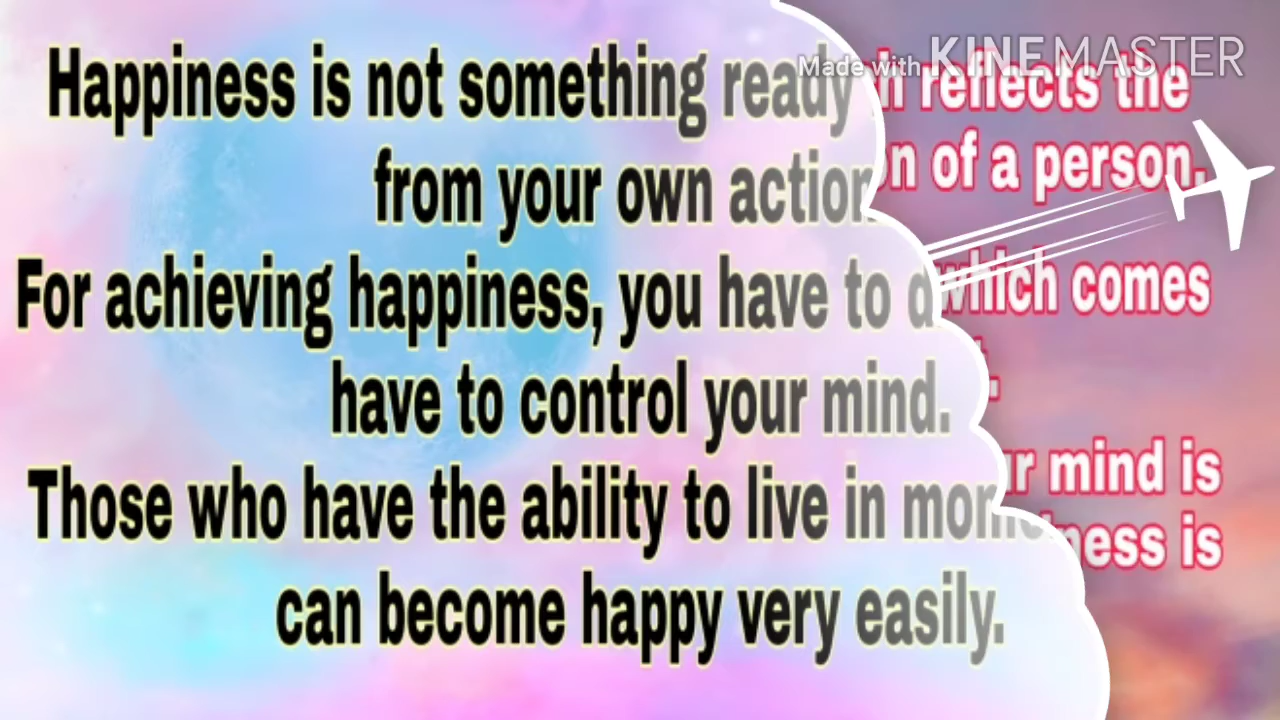 Happiness is not something ready
from your own action
For achieving happiness, you have to
have to control your mind.
Those who have the ability to live in
can become happy very easily.
Made with KINEMASTER
reflects the
of a person.
which comes
mind is
is